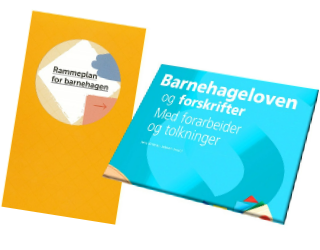 Rammeplan
for barnehagen
Barnehageloven
og forskrifter
Med forarbeider
og tolkninger